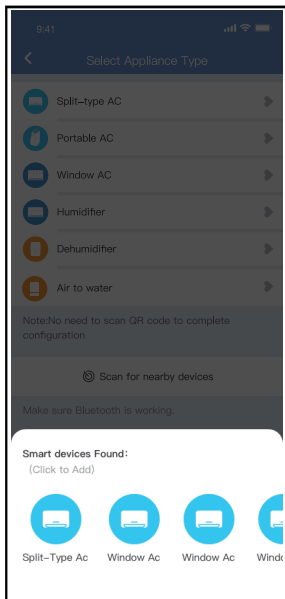 9:41
Select Appliance Type
Split-type AC
Portable AC
Window AC
Humidifier
Dehumidifier
Air to water
Note:No need to scan QR code to complete
configuration
Scan for nearby devices
Make sure Bluetooth is working.
Smart devices Found:
(Click to Add)
Split-Type Ac Window Ac Window Ac Windo